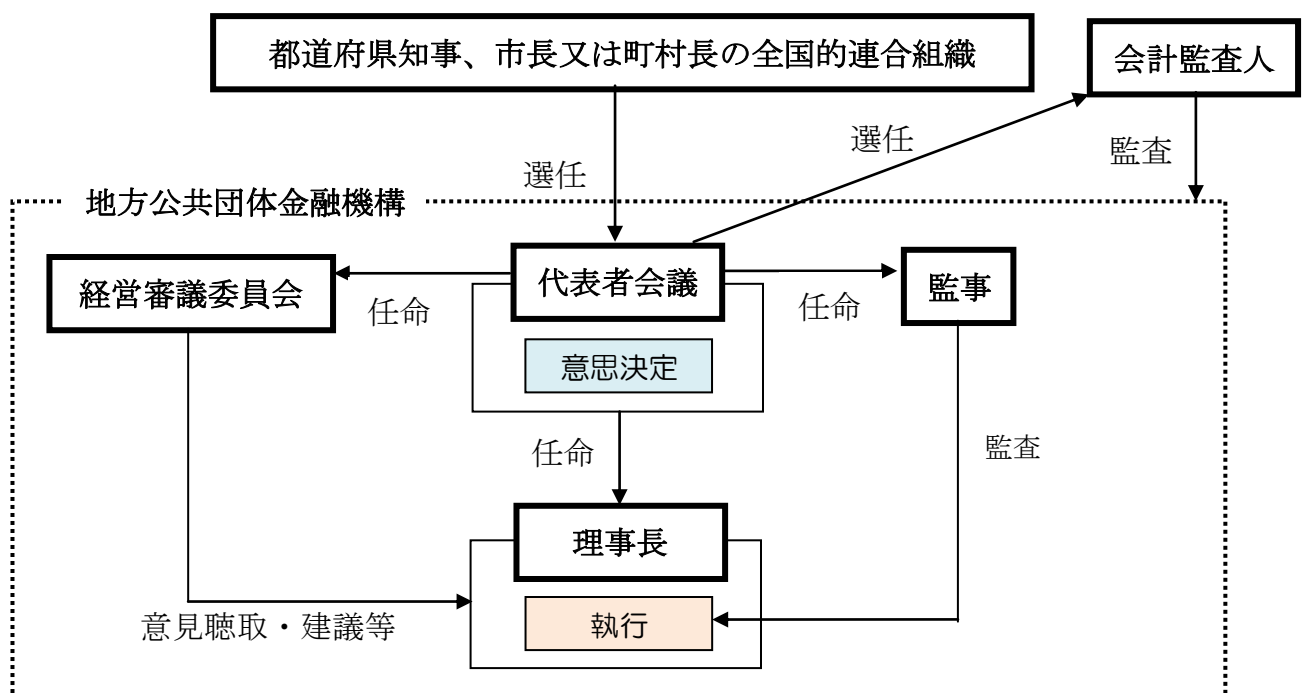 都道府県知事、市長又は町村長の全国的連合組織
会計監査人
選任
監査
選任
地方公共団体金融機構
代表者会議
経営審議委員会
監事
任命
任命
意思決定
任命
監査
理事長
意見聴取・建議等
執行